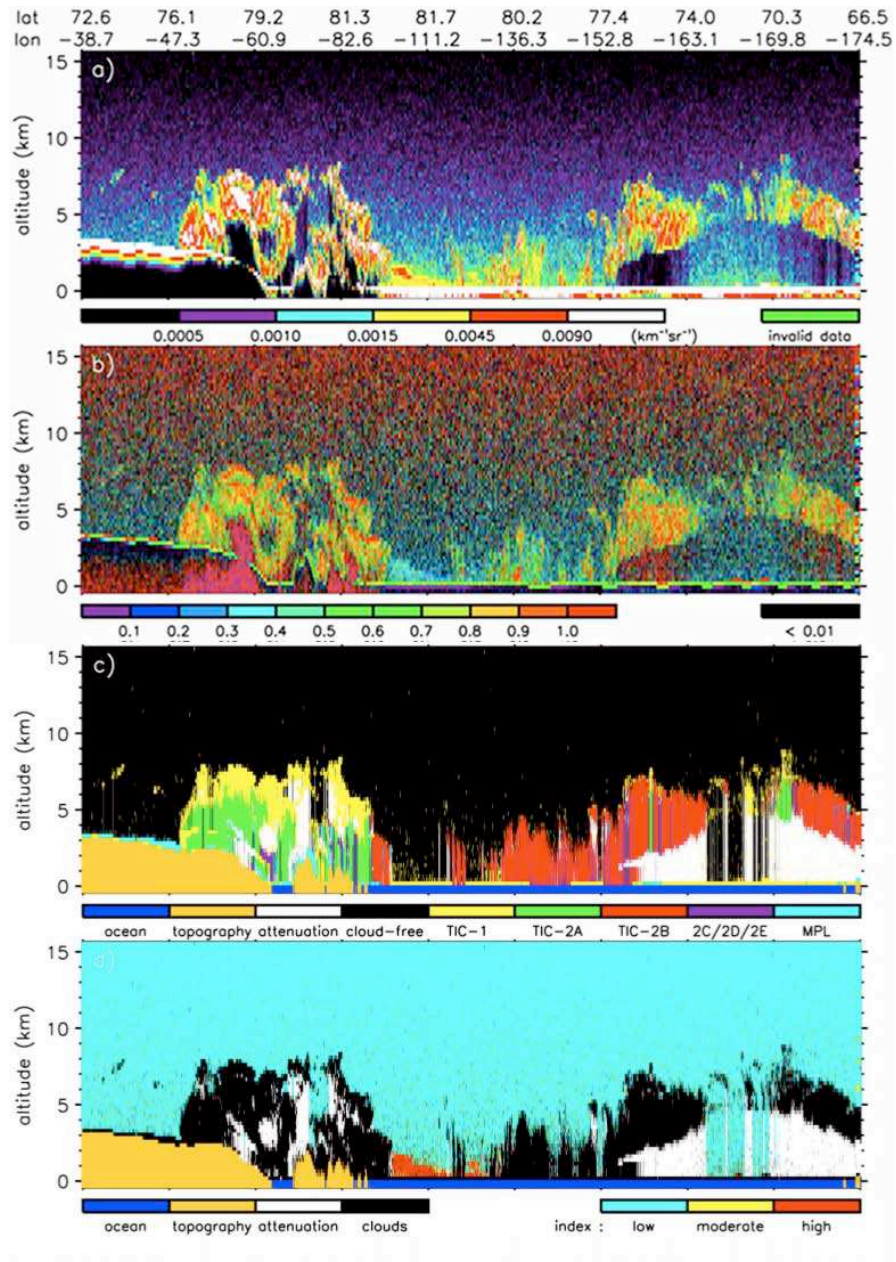 lat 72.6 76.1 79.2 81.3 81.7 80.2 77.4 74.0 70.3 66.5
lon -38.7 -47.3 -60.9 -82.6 -111.2 -136.3 -152.8 -163.1 -169.8 -174.5
15
a)
10
altitude (km)
5
0
0.0005 0.0010 0.0015 0.0045 0.0090 (km⁻¹sr⁻¹) invalid data
15
b)
10
altitude (km)
5
0
0.1 0.2 0.3 0.4 0.5 0.6 0.7 0.8 0.9 1.0 < 0.01
15
c)
10
altitude (km)
5
0
ocean topography attenuation cloud-free TIC-1 TIC-2A TIC-2B 2C/2D/2E MPL
15
d)
10
altitude (km)
5
0
ocean topography attenuation clouds index : low moderate high